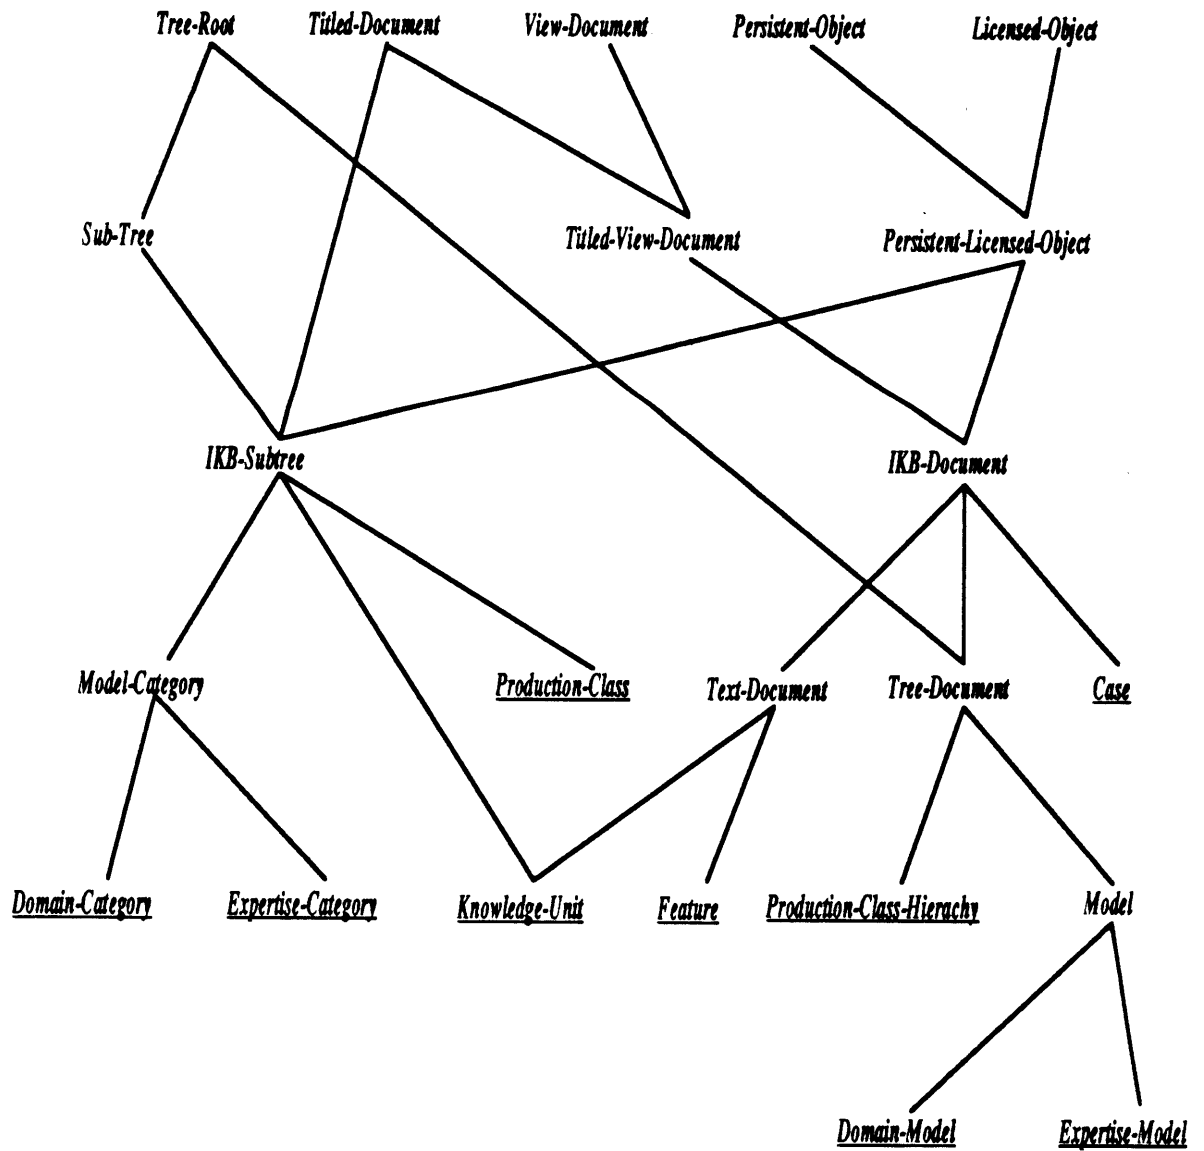 Tree-Root
Titled-Document
View-Document
Persistent-Object
Licensed-Object
Sub-Tree
Titled-View-Document
Persistent-Licensed-Object
IKB-Subtree
IKB-Document
Model-Category
Production-Class
Text-Document
Tree-Document
Case
Domain-Category
Expertise-Category
Knowledge-Unit
Feature
Production-Class-Hierachy
Model
Domain-Model
Expertise-Model